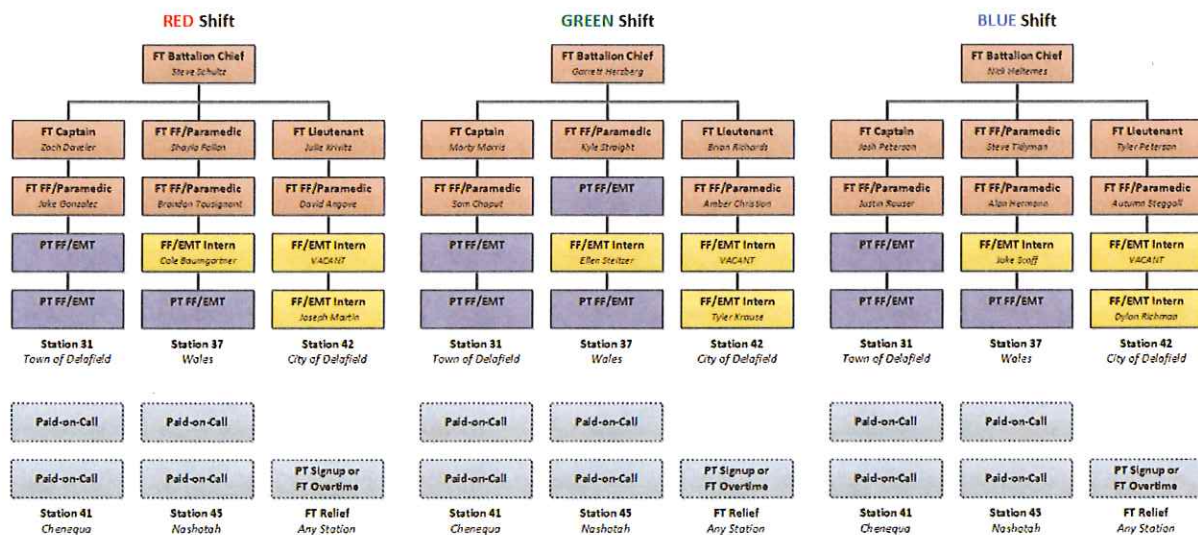 RED Shift
FT Battalion Chief
Steve Schultz
FT Captain
Zach Daveler
FT FF/Paramedic
Shayla Fallon
FT Lieutenant
Julie Krivitz
FT FF/Paramedic
Jake Gonzalez
FT FF/Paramedic
Brandon Tousignant
FT FF/Paramedic
David Angove
PT FF/EMT
FF/EMT Intern
Cole Baumgartner
FF/EMT Intern
VACANT
PT FF/EMT
PT FF/EMT
FF/EMT Intern
Joseph Martin
Station 31
Town of Delafield
Station 37
Wales
Station 42
City of Delafield
Paid-on-Call
Paid-on-Call
Paid-on-Call
Paid-on-Call
PT Signup or
FT Overtime
Station 41
Chenequa
Station 45
Nashotah
FT Relief
Any Station
GREEN Shift
FT Battalion Chief
Garrett Herzberg
FT Captain
Marty Morris
FT FF/Paramedic
Kyle Straight
FT Lieutenant
Brian Richards
FT FF/Paramedic
Sam Chaput
PT FF/EMT
FT FF/Paramedic
Amber Christian
PT FF/EMT
FF/EMT Intern
Ellen Steitzer
FF/EMT Intern
VACANT
PT FF/EMT
PT FF/EMT
FF/EMT Intern
Tyler Krause
Station 31
Town of Delafield
Station 37
Wales
Station 42
City of Delafield
Paid-on-Call
Paid-on-Call
Paid-on-Call
Paid-on-Call
PT Signup or
FT Overtime
Station 41
Chenequa
Station 45
Nashotah
FT Relief
Any Station
BLUE Shift
FT Battalion Chief
Nick
FT Captain
Josh Peterson
FT FF/Paramedic
Steve Tidyman
FT Lieutenant
Tyler Peterson
FT FF/Paramedic
Justin
FT FF/Paramedic
Alan Hermann
FT FF/Paramedic
Autumn Steggall
PT FF/EMT
FF/EMT Intern
Jake
FF/EMT Intern
VACANT
PT FF/EMT
PT FF/EMT
FF/EMT Intern
Dylan Richman
Station 31
Town of Delafield
Station 37
Wales
Station 42
City of Delafield
Paid-on-Call
Paid-on-Call
Paid-on-Call
Paid-on-Call
PT Signup or
FT Overtime
Station 41
Chenequa
Station 45
Nashotah
FT Relief
Any Station